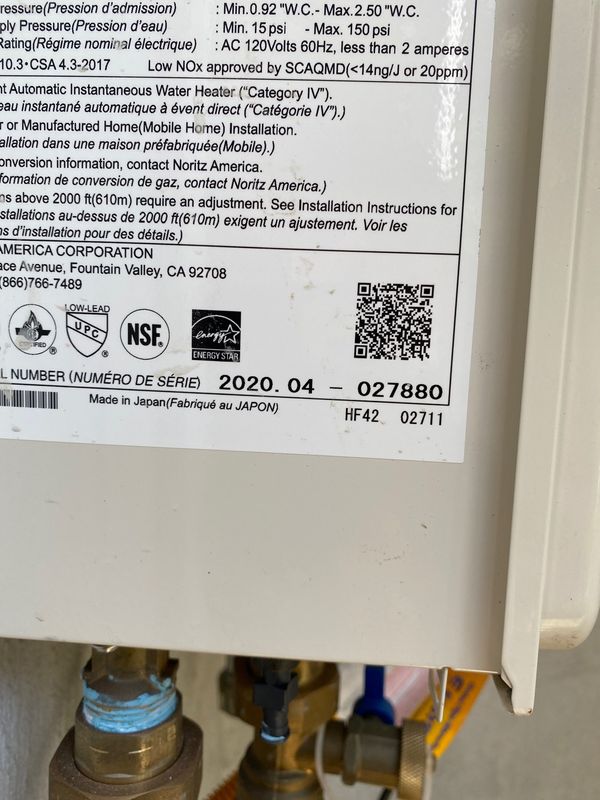 ressure(Pression d'admission) : Min.0.92 "W.C.- Max.2.50 "W.C.
ply Pressure(Pression d'eau) : Min. 15 psi - Max. 150 psi
Rating(Régime nominal électrique) : AC 120Volts 60Hz, less than 2 amperes
10.3•CSA 4.3-2017 Low NOx approved by SCAQMD(<14ng/J or 20ppm)
nt Automatic Instantaneous Water Heater ("Category IV").
eau instantané automatique à évent direct ("Catégorie IV").)
r or Manufactured Home(Mobile Home) Installation.
allation dans une maison préfabriquée(Mobile).)
onversion information, contact Noritz America.
formation de conversion de gaz, contact Noritz America.)
ns above 2000 ft(610m) require an adjustment. See Installation Instructions for
stallations au-dessus de 2000 ft(610m) exigent un ajustement. Voir les
ns d'installation pour des détails.)
AMERICA CORPORATION
ace Avenue, Fountain Valley, CA 92708
(866)766-7489
CERTIFIED ®
LOW-LEAD
UPC ®
NSF®
energy
ENERGY STAR
L NUMBER (NUMÉRO DE SÉRIE) 2020.04 - 027880
Made in Japan(Fabriqué au JAPON)
HF42 02711